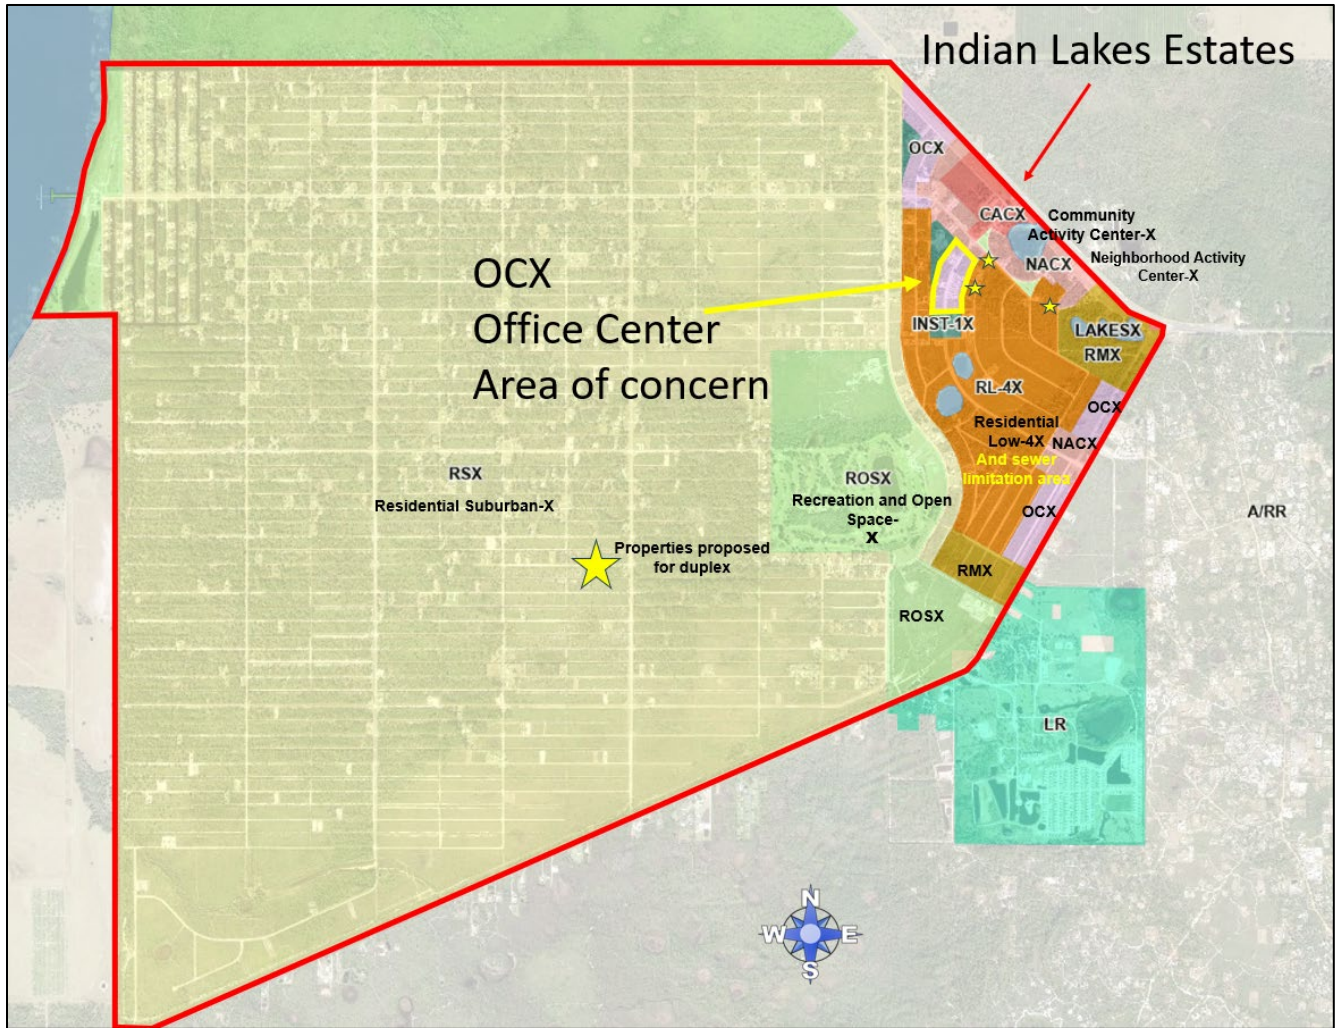 Indian Lakes Estates
OCX
CACX
Community
Activity Center-X
NACX
Neighborhood Activity
Center-X
OCX
Office Center
Area of concern
INST-1X
LAKESX
RMX
RL-4X
OCX
Residential
Low-4X
NACX
And sewer
limitation area
RSX
Residential Suburban-X
ROSX
Recreation and Open
Space-
X
OCX
A/RR
Properties proposed
for duplex
RMX
ROSX
LR
N
W
E
S